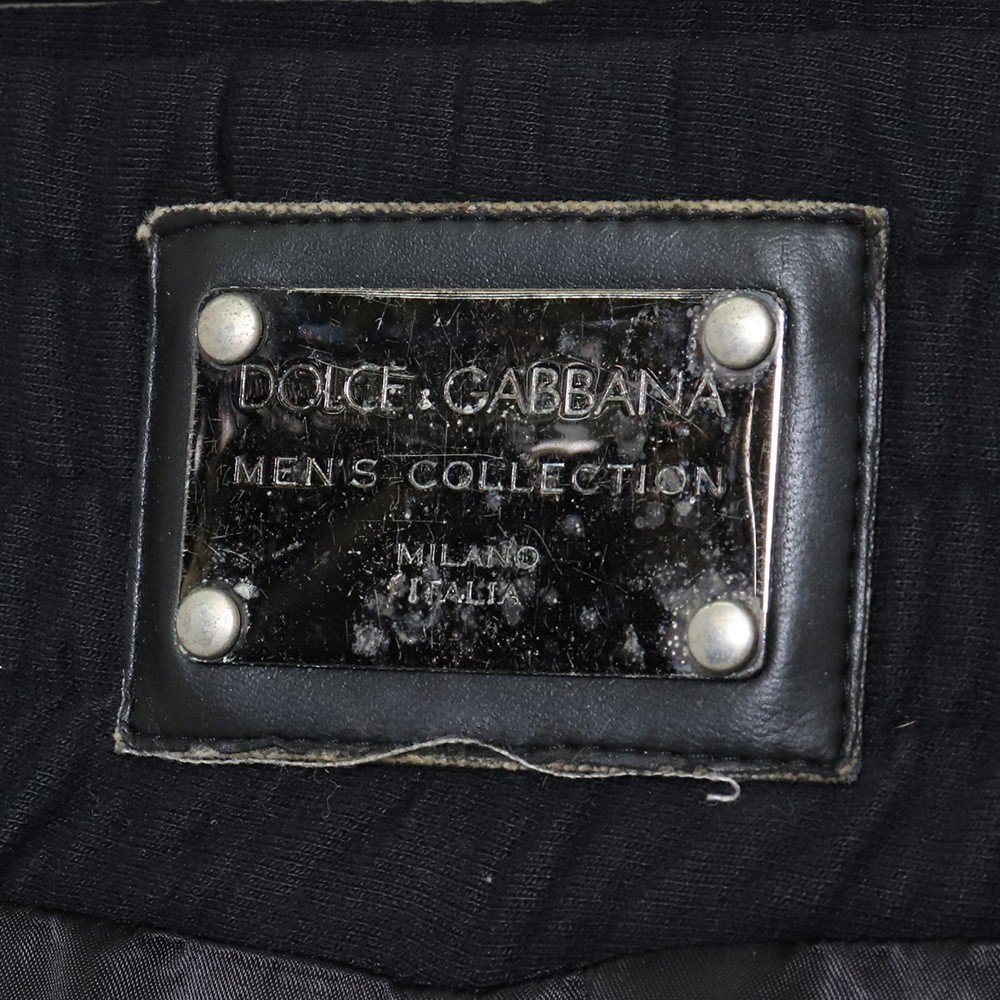 DOLCE & GABBANA
MEN'S COLLECTION
MILANO
ITALIA